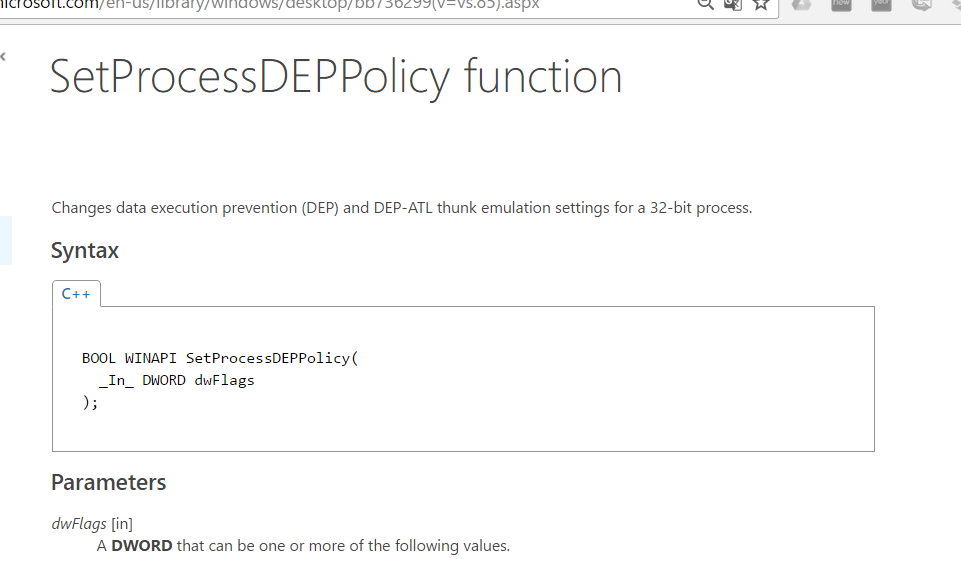 icrosoft.com/en-us/library/windows/desktop/bb736299(v=vs.85).aspx
SetProcessDEPPolicy function
Changes data execution prevention (DEP) and DEP-ATL thunk emulation settings for a 32-bit process.
Syntax
C++
BOOL WINAPI SetProcessDEPPolicy(
_In_ DWORD dwFlags
);
Parameters
dwFlags [in]
A DWORD that can be one or more of the following values.